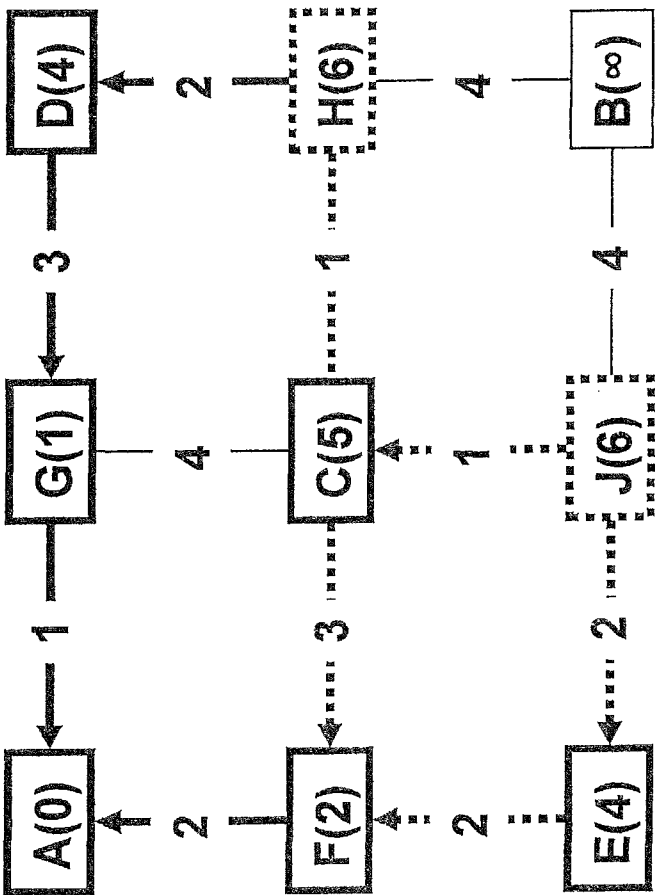 A(0) 1 G(1) 3 D(4)
2 4 2
F(2) 3 C(5) 1 H(6)
2 1 4
E(4) 2 J(6) 4 B(∞)